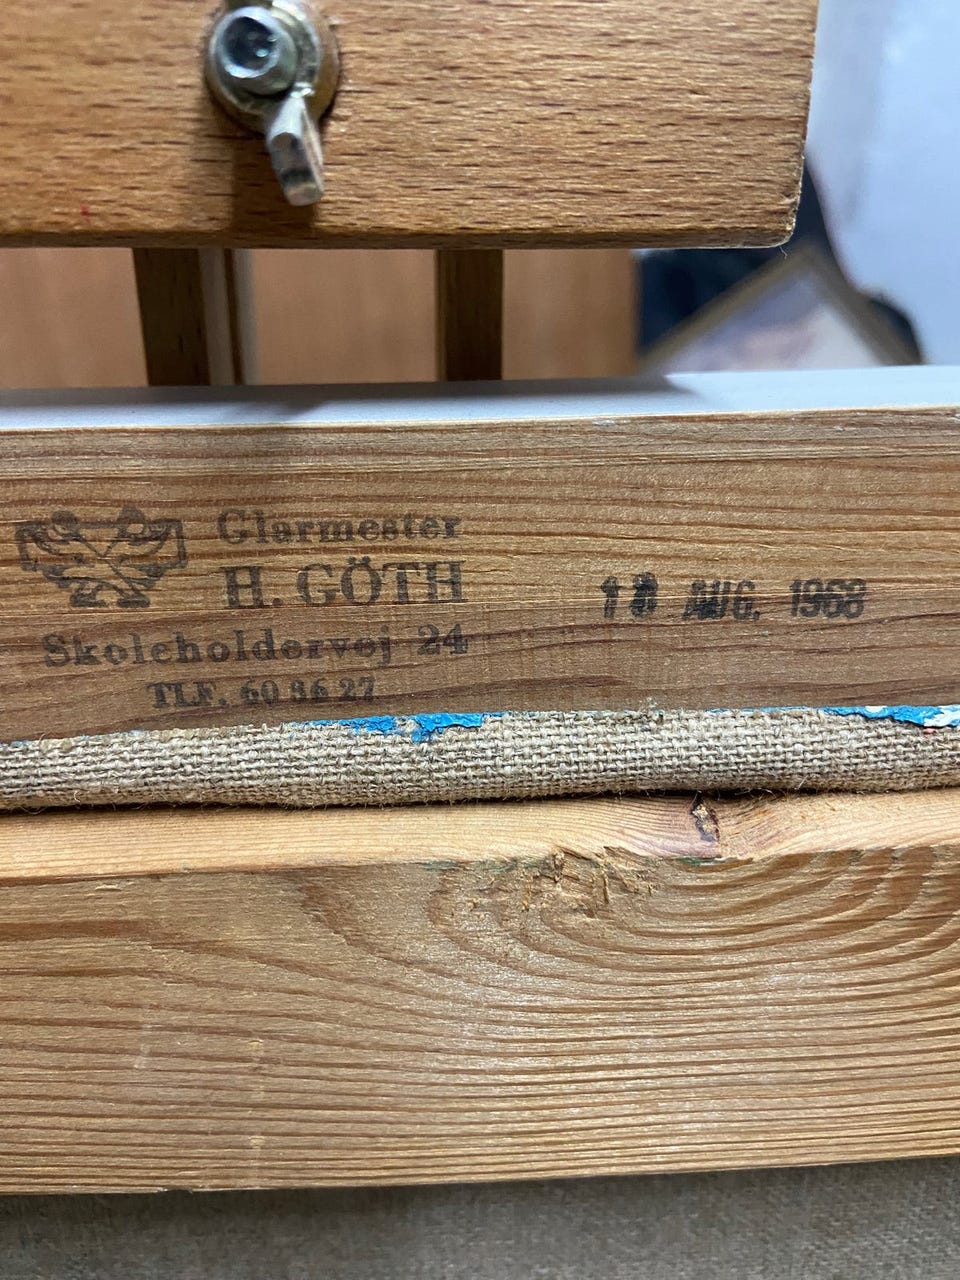 Glarmester
H. GÖTH
Skoleholdervej 24
TLF. 60 36 27
AUG. 1968